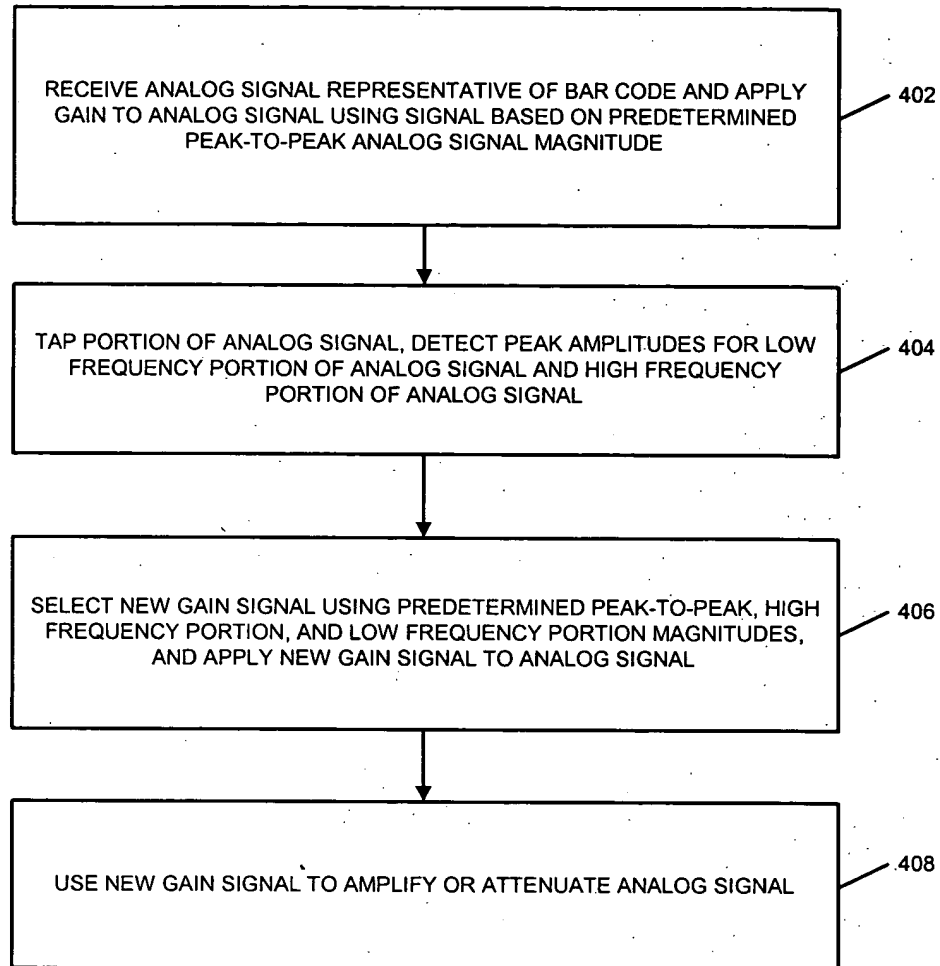 RECEIVE ANALOG SIGNAL REPRESENTATIVE OF BAR CODE AND APPLY
GAIN TO ANALOG SIGNAL USING SIGNAL BASED ON PREDETERMINED
PEAK-TO-PEAK ANALOG SIGNAL MAGNITUDE
402
TAP PORTION OF ANALOG SIGNAL, DETECT PEAK AMPLITUDES FOR LOW
FREQUENCY PORTION OF ANALOG SIGNAL AND HIGH FREQUENCY
PORTION OF ANALOG SIGNAL
404
SELECT NEW GAIN SIGNAL USING PREDETERMINED PEAK-TO-PEAK, HIGH
FREQUENCY PORTION, AND LOW FREQUENCY PORTION MAGNITUDES,
AND APPLY NEW GAIN SIGNAL TO ANALOG SIGNAL
406
USE NEW GAIN SIGNAL TO AMPLIFY OR ATTENUATE ANALOG SIGNAL
408